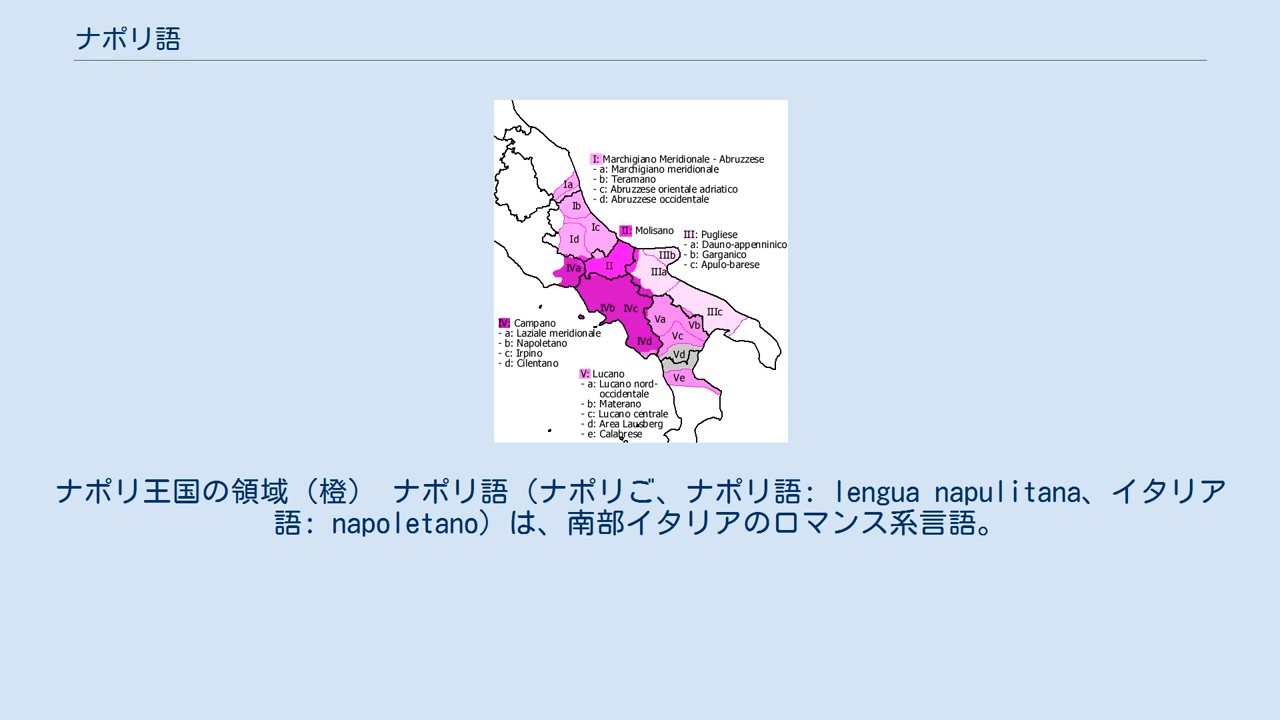 ナポリ語
I: Marchigiano Meridionale - Abruzzese
- a: Marchigiano meridionale
- b: Teramano
- c: Abruzzese orientale adriatico
- d: Abruzzese occidentale
Ia
Ib
Ic
Id
II: Molisano
III: Pugliese
- a: Dauno-appenninico
- b: Garganico
- c: Apulo-barese
IIIb
IVa
II
IIIa
IVb
IVc
Va
Vb
IIIc
IV: Campano
- a: Laziale meridionale
- b: Napoletano
- c: Irpino
- d: Cilentano
Vc
IVd
Vd
Ve
V: Lucano
- a: Lucano nord-
occidentale
- b: Materano
- c: Lucano centrale
- d: Area Lausberg
- e: Calabrese
ナポリ王国の領域（橙） ナポリ語（ナポリご、ナポリ語: lengua napulitana、イタリア
語: napoletano）は、南部イタリアのロマンス系言語。